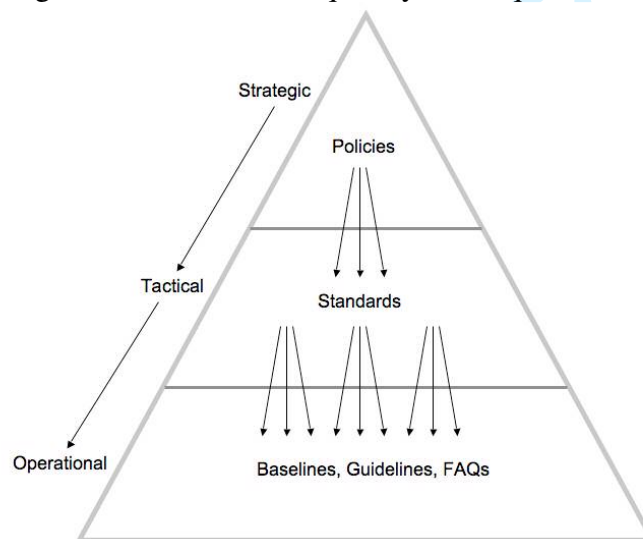 Strategic
Policies
Tactical
Standards
Operational
Baselines, Guidelines, FAQs